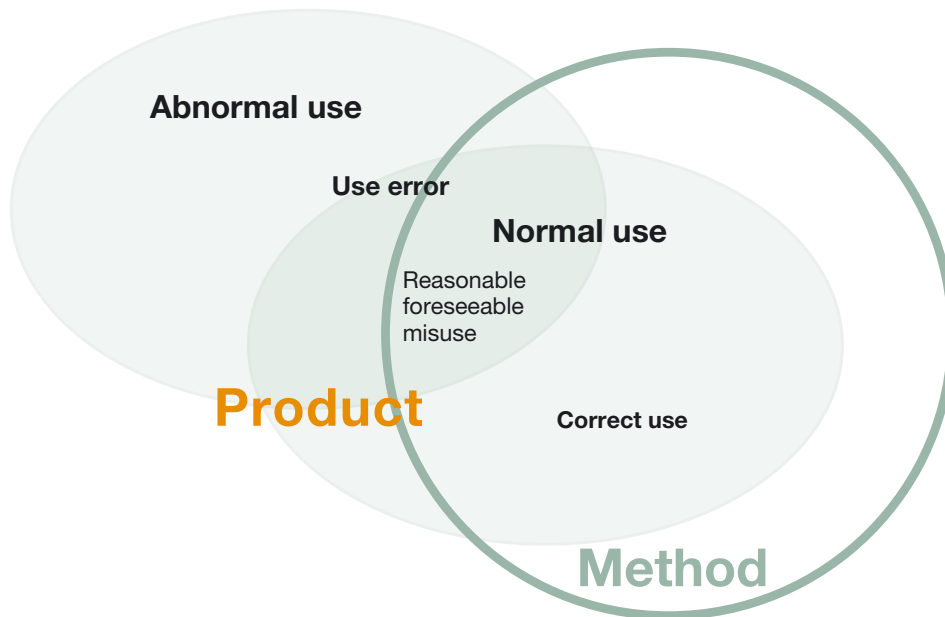 Abnormal use
Use error
Normal use
Reasonable
foreseeable
misuse
Product
Correct use
Method